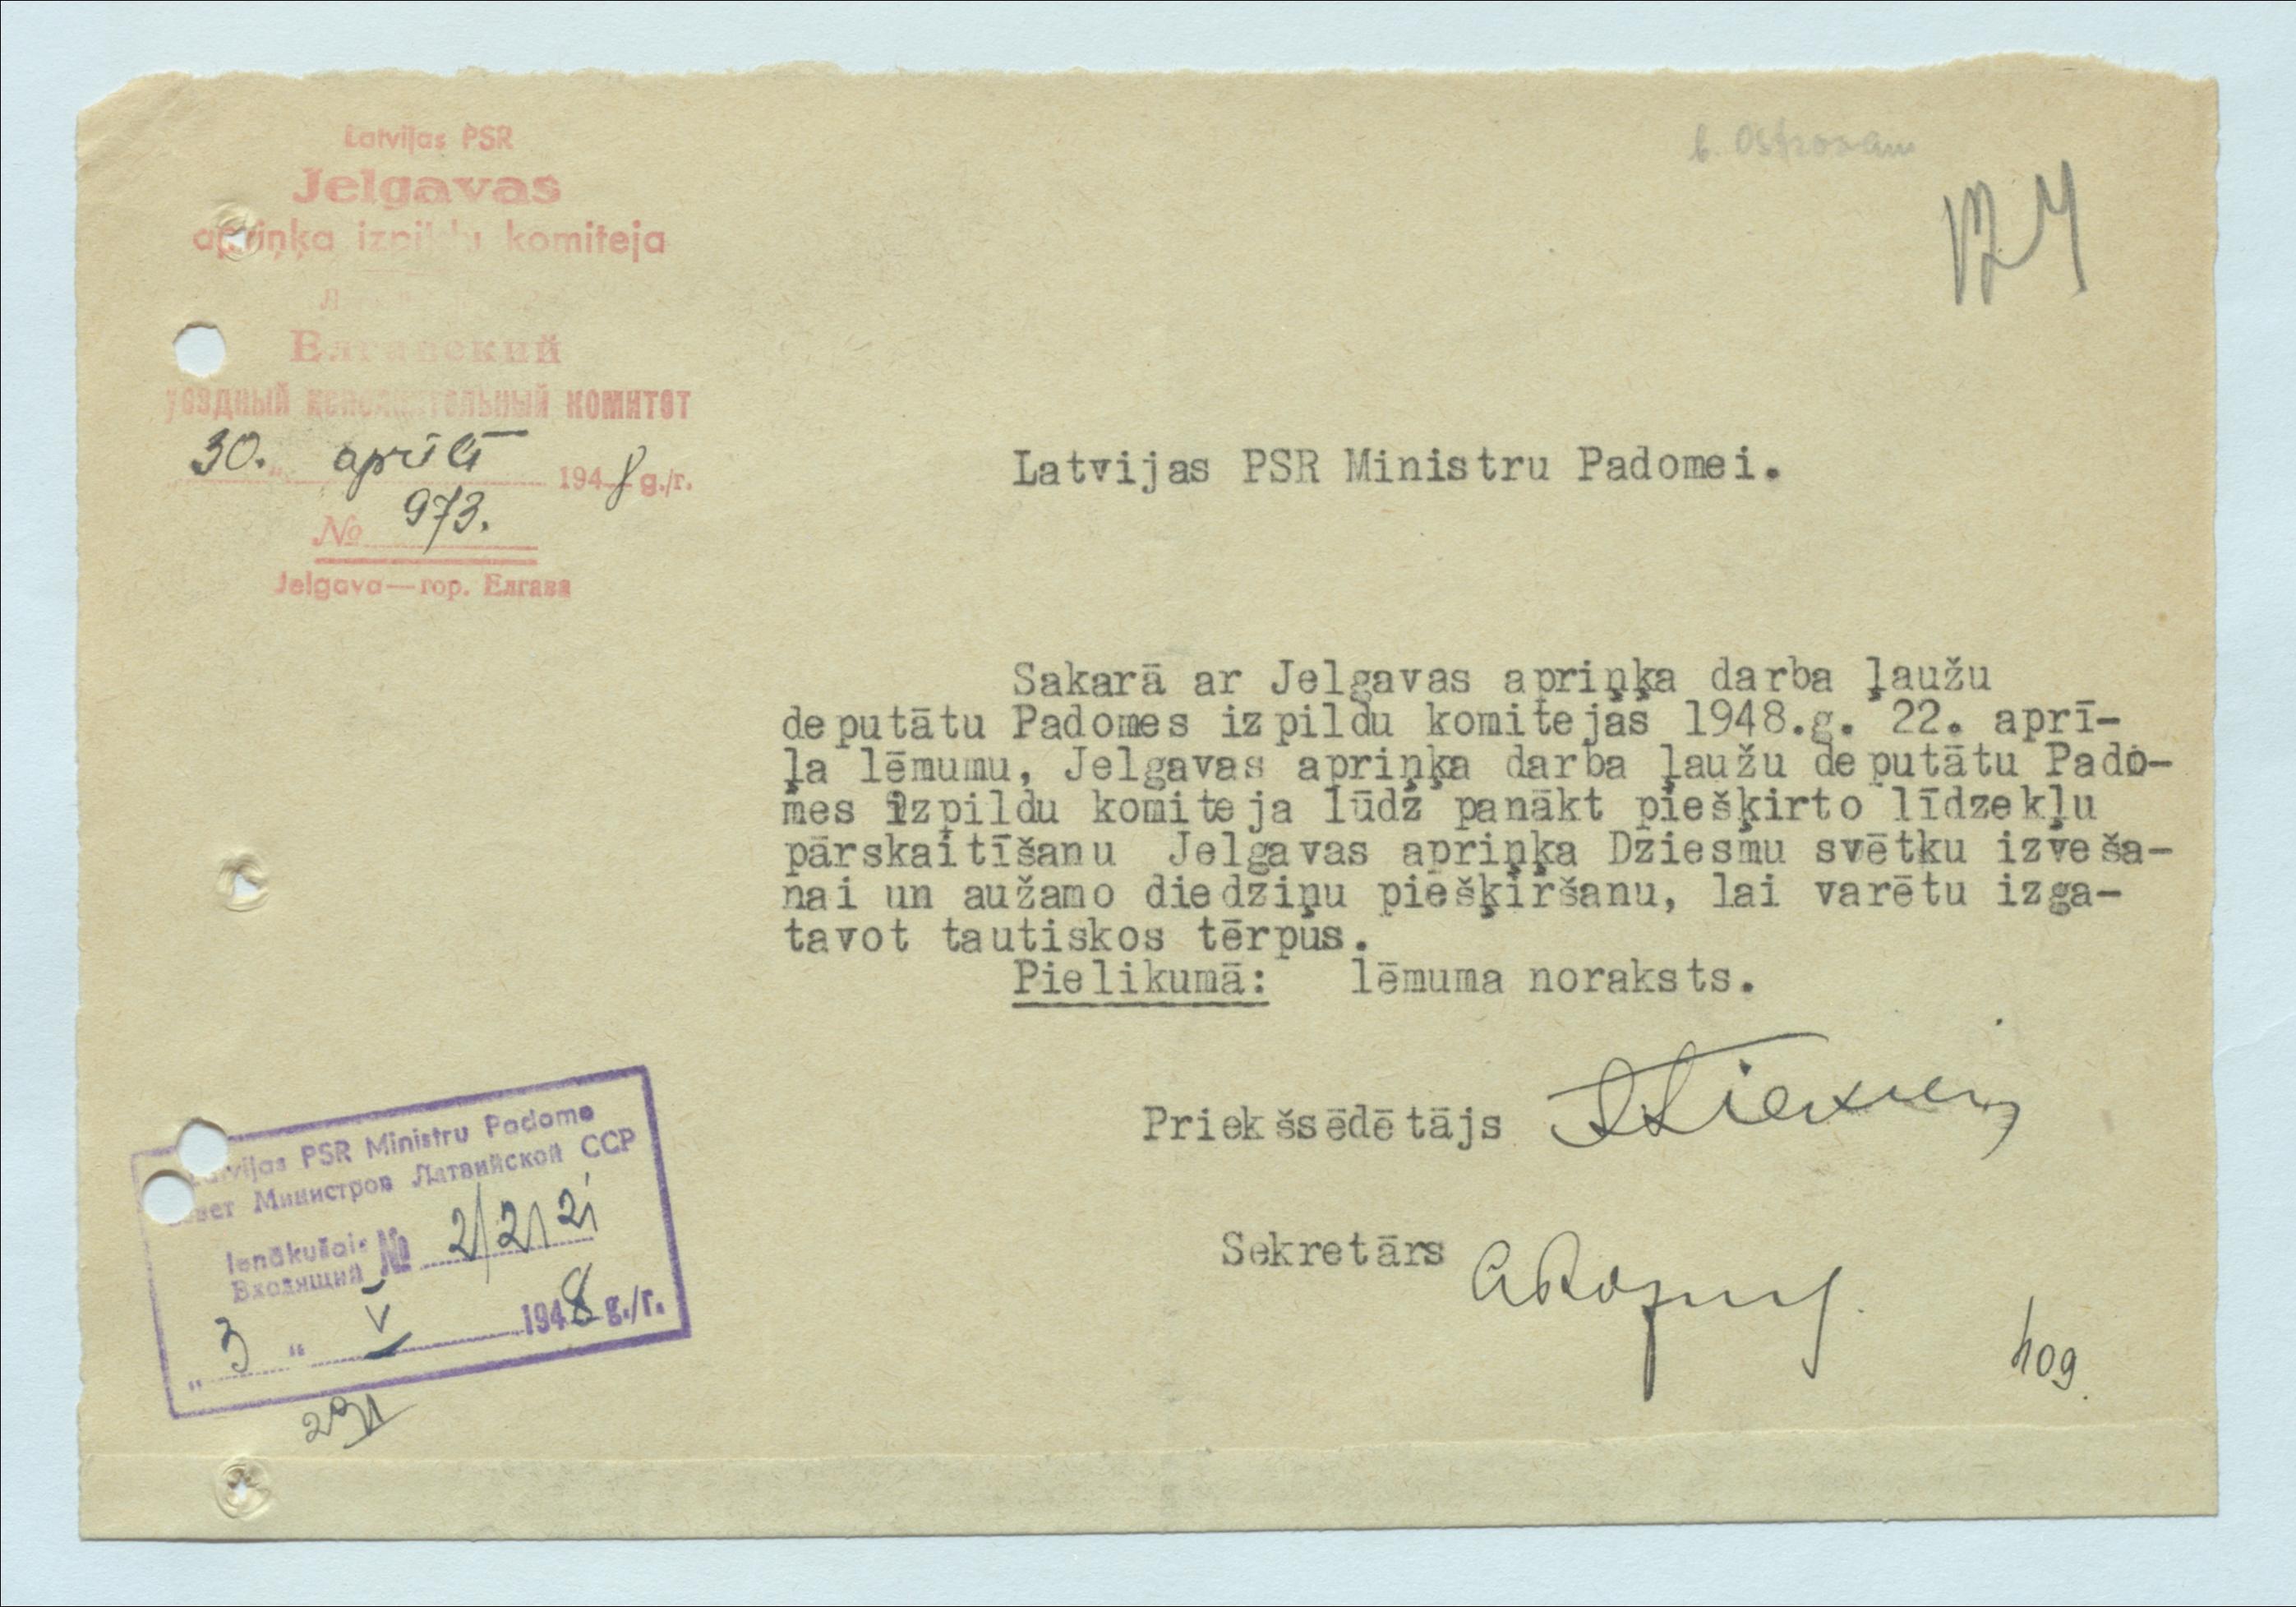 Latvijas PSR
Jelgavas
apriņķa izpildu komiteja
Елгавский
уездный исполнительный комитет
30. aprīlī 1948 g./г.
№ 973.
Jelgava—гор. Елгава
124
Latvijas PSR Ministru Padomei.
Sakarā ar Jelgavas apriņķa darba ļaužu
deputātu Padomes izpildu komitejas 1948.g. 22. aprī-
ļa lēmumu, Jelgavas apriņķa darba ļaužu deputātu Pado-
mes izpildu komiteja lūdz panākt piešķirto līdzekļu
pārskaitīšanu Jelgavas apriņķa Dziesmu svētku izveša-
nai un aužamo diedziņu piešķiršanu, lai varētu izga-
tavot tautiskos tērpus.
Pielikumā: lēmuma noraksts.
Priekšsēdētājs
Sekretārs
Latvijas PSR Ministru Padome
Совет Министров Латвийской ССР
Ienākušais
Входящий № 2/2121
„ 3 “ V 1948 g./г.